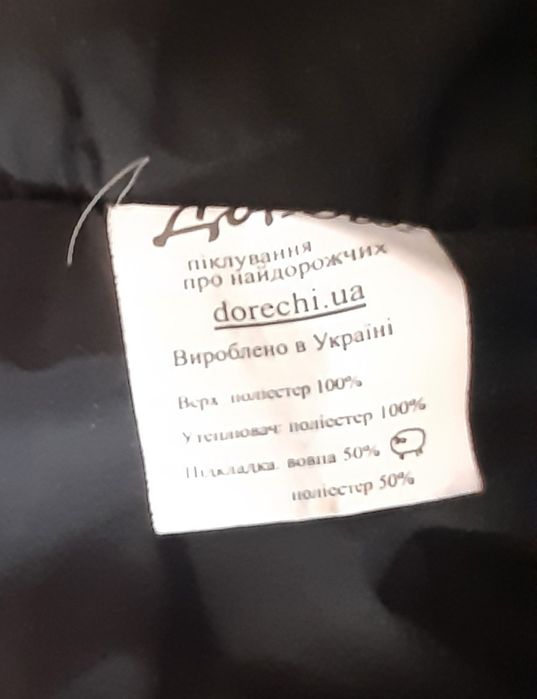 піклування
про найдорожчих
dorechi.ua
Вироблено в Україні
Верх поліестер 100%
Утеплювач: поліестер 100%
Підкладка: вовна 50%
поліестер 50%